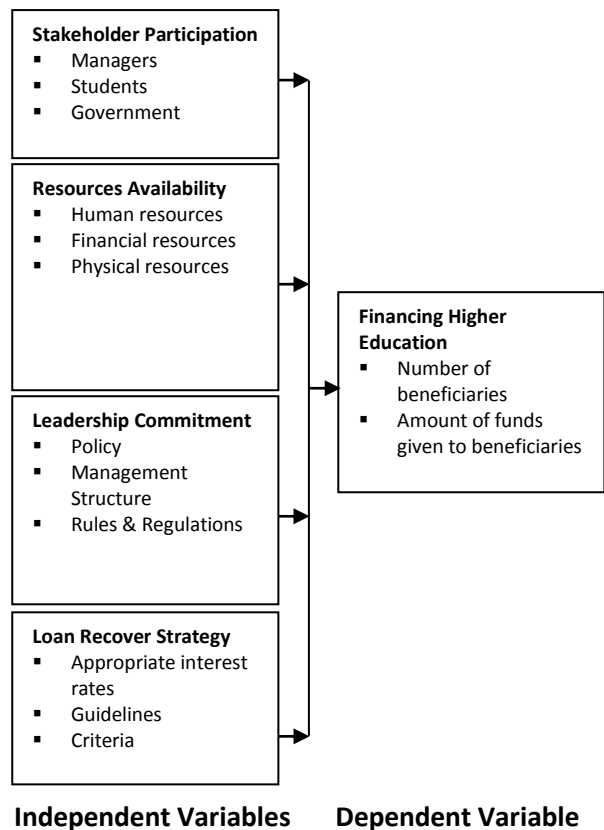 Stakeholder Participation
▪ Managers
▪ Students
▪ Government
Resources Availability
▪ Human resources
▪ Financial resources
▪ Physical resources
Leadership Commitment
▪ Policy
▪ Management
Structure
▪ Rules & Regulations
Loan Recover Strategy
▪ Appropriate interest
rates
▪ Guidelines
▪ Criteria
Financing Higher
Education
▪ Number of
beneficiaries
▪ Amount of funds
given to beneficiaries
Independent Variables
Dependent Variable